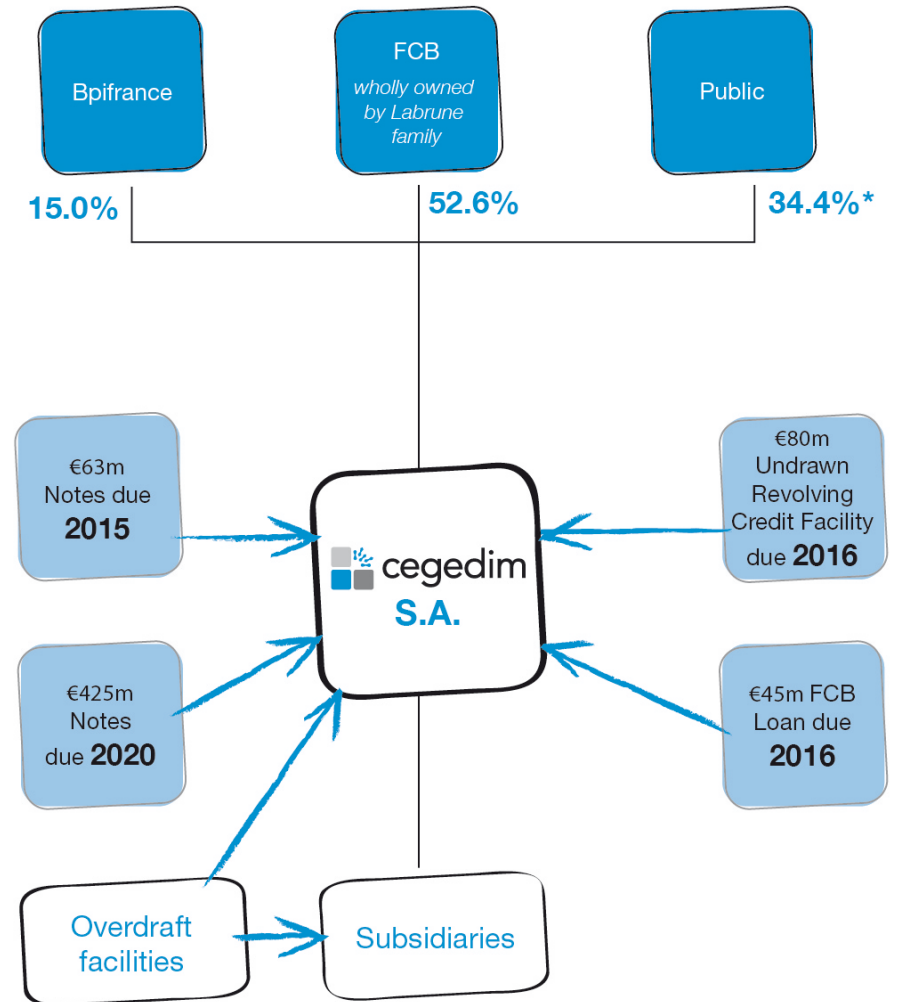 Bpifrance
FCB
wholly owned
by Labrune
family
Public
15.0%
52.6%
34.4%*
€63m
Notes due
2015
€80m
Undrawn
Revolving
Credit Facility
due 2016
cegedim
S.A.
€425m
Notes
due 2020
€45m FCB
Loan due
2016
Overdraft
facilities
Subsidiaries